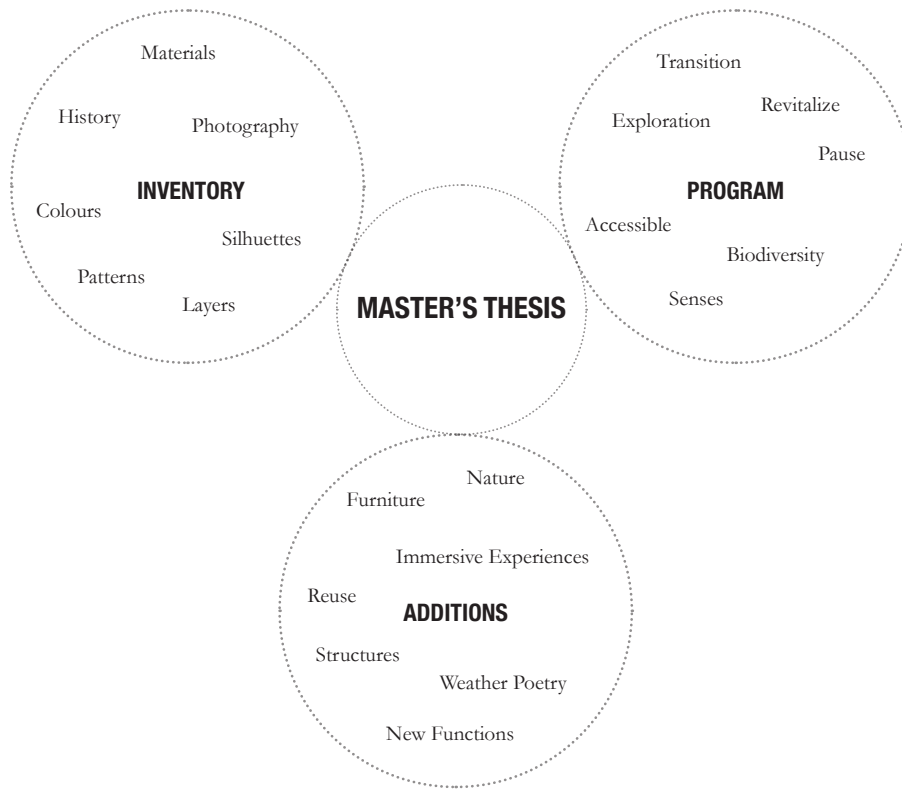 Materials
History
Photography
INVENTORY
Colours
Silhuettes
Patterns
Layers
Transition
Revitalize
Exploration
Pause
PROGRAM
Accessible
Biodiversity
Senses
MASTER'S THESIS
Nature
Furniture
Immersive Experiences
Reuse
ADDITIONS
Structures
Weather Poetry
New Functions